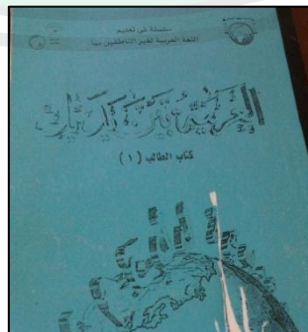 سلسلة في تعليم
اللغة العربية لغير الناطقين بها
العربية بين يديك
كتاب الطالب (١)